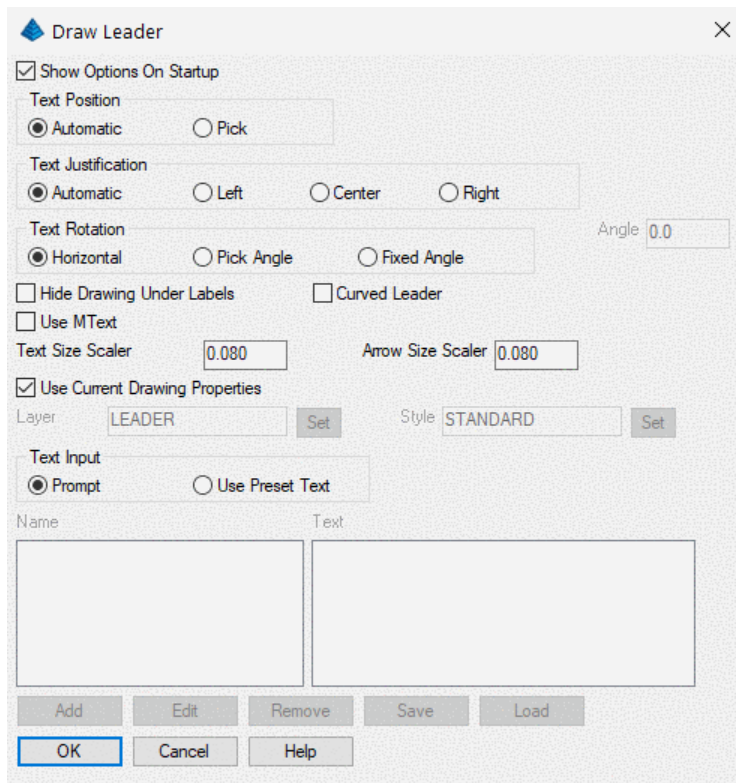 Draw Leader
Show Options On Startup
Text Position
Automatic Pick
Text Justification
Automatic Left Center Right
Text Rotation Angle 0.0
Horizontal Pick Angle Fixed Angle
Hide Drawing Under Labels Curved Leader
Use MText
Text Size Scaler 0.080 Arrow Size Scaler 0.080
Use Current Drawing Properties
Layer LEADER Set Style STANDARD Set
Text Input
Prompt Use Preset Text
Name Text
Add Edit Remove Save Load
OK Cancel Help